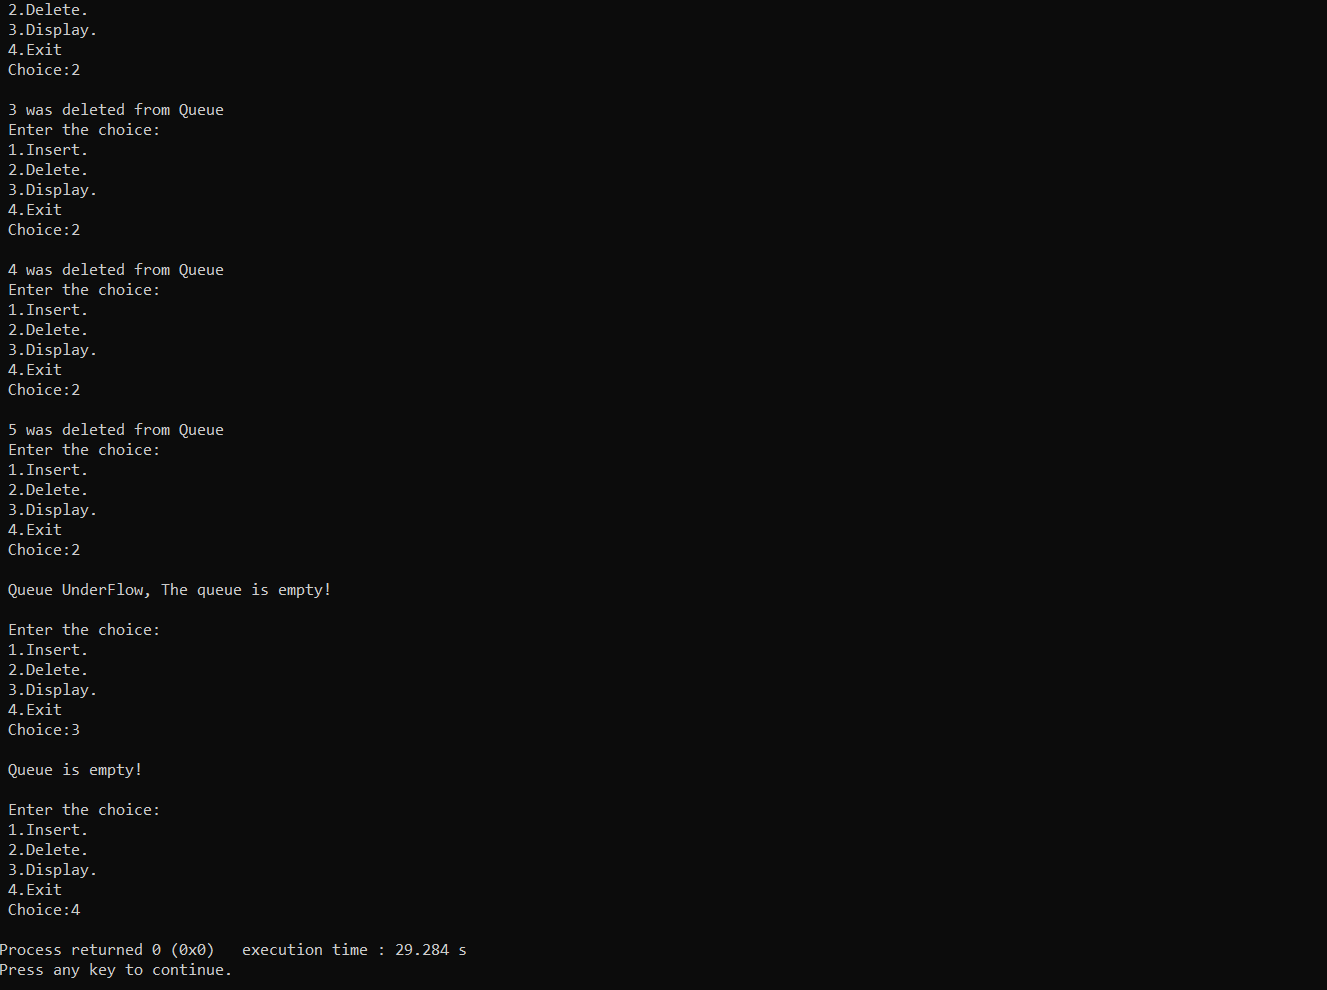 2.Delete.
3.Display.
4.Exit
Choice:2
3 was deleted from Queue
Enter the choice:
1.Insert.
2.Delete.
3.Display.
4.Exit
Choice:2
4 was deleted from Queue
Enter the choice:
1.Insert.
2.Delete.
3.Display.
4.Exit
Choice:2
5 was deleted from Queue
Enter the choice:
1.Insert.
2.Delete.
3.Display.
4.Exit
Choice:2
Queue UnderFlow, The queue is empty!
Enter the choice:
1.Insert.
2.Delete.
3.Display.
4.Exit
Choice:3
Queue is empty!
Enter the choice:
1.Insert.
2.Delete.
3.Display.
4.Exit
Choice:4
Process returned 0 (0x0)   execution time : 29.284 s
Press any key to continue.